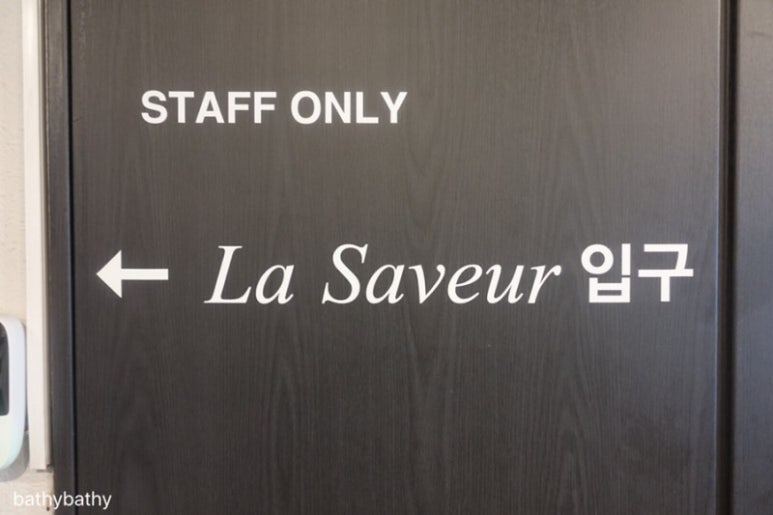 STAFF ONLY
← La Saveur 입구
bathybathy